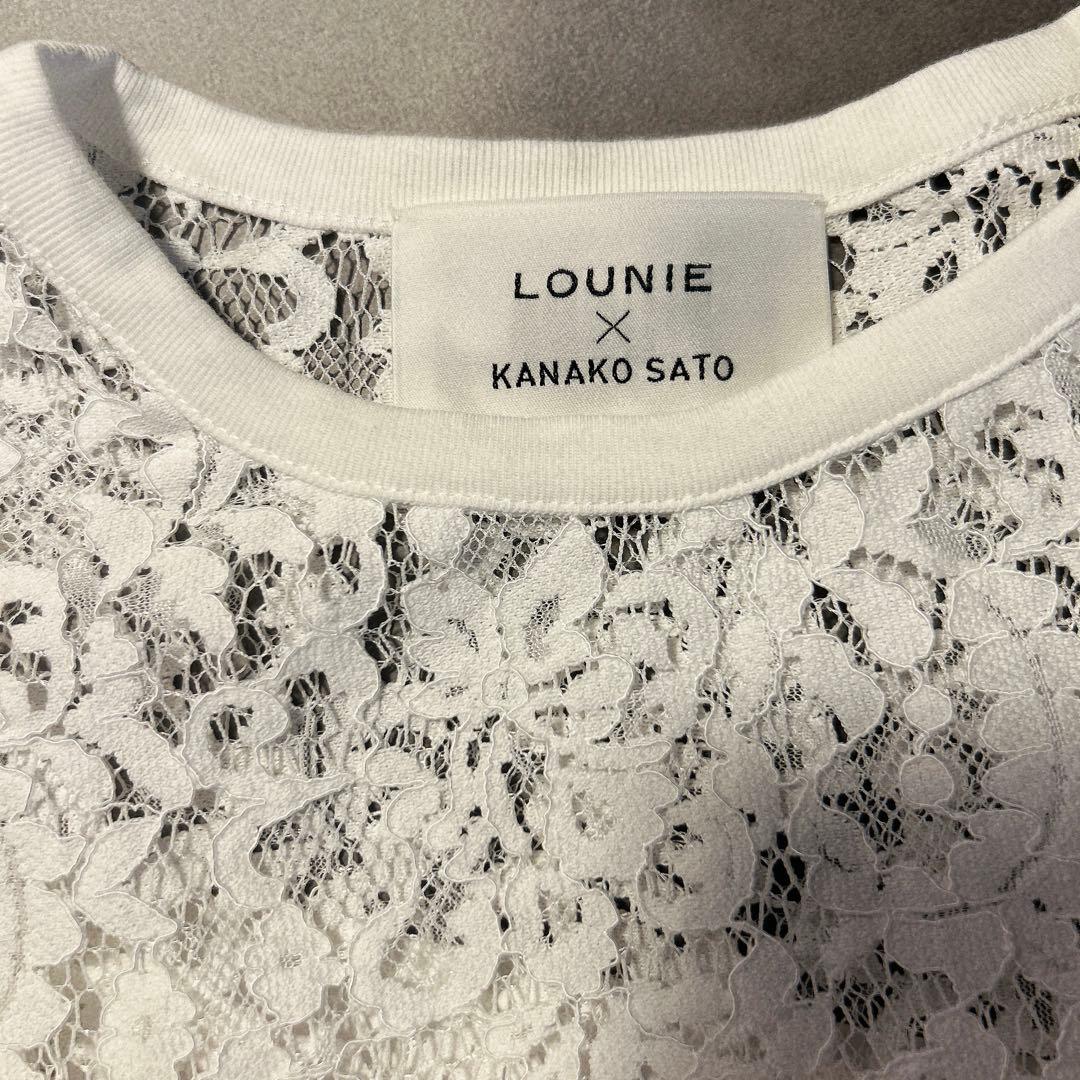 LOUNIE
×
KANAKO SATO